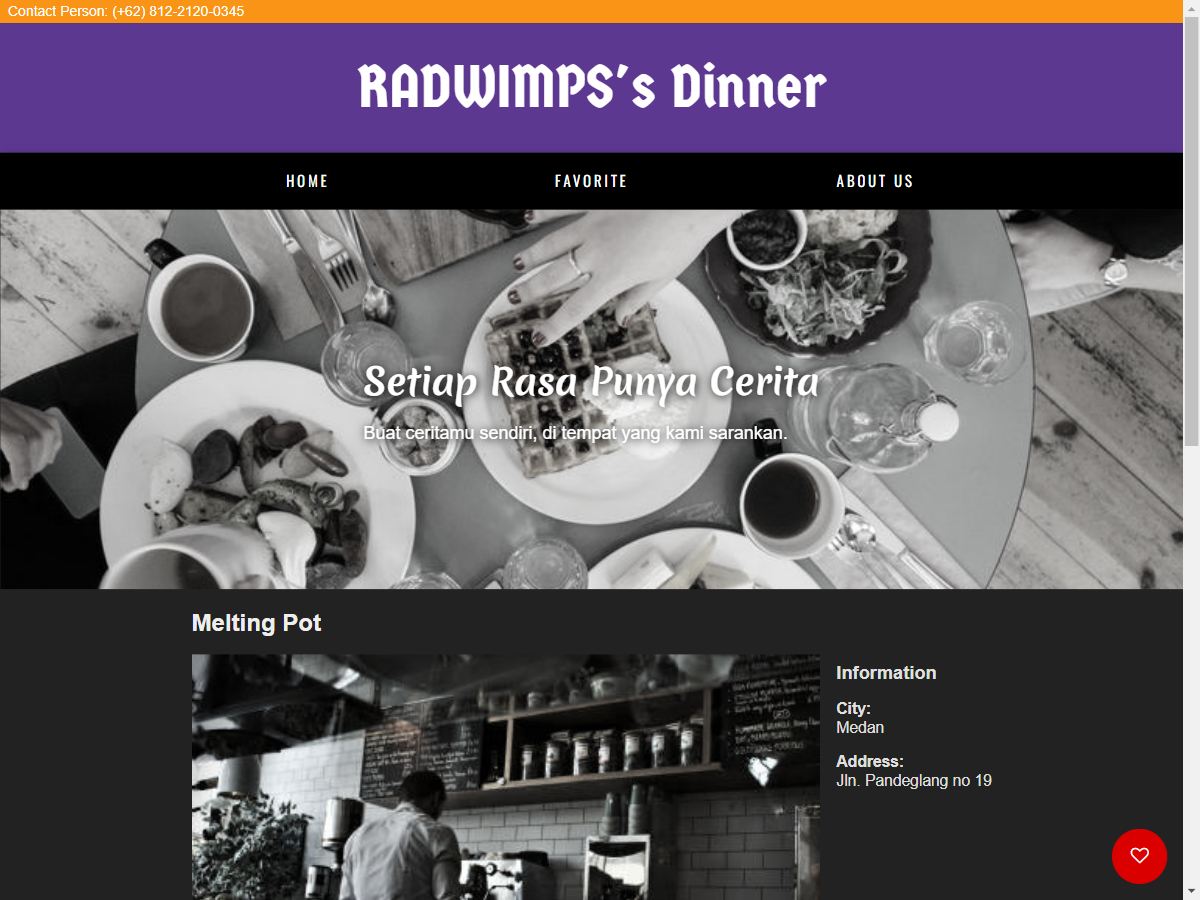 Contact Person: (+62) 812-2120-0345
RADWIMPS's Dinner
HOME FAVORITE ABOUT US
Setiap Rasa Punya Cerita
Buat ceritamu sendiri, di tempat yang kami sarankan.
Melting Pot
Information
City:
Medan
Address:
Jln. Pandeglang no 19